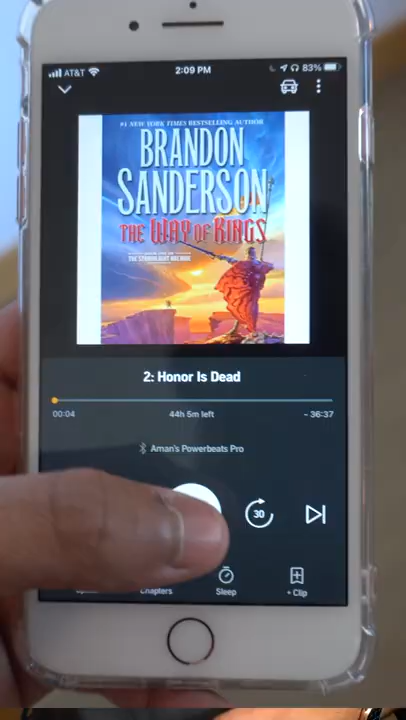 AT&T
2:09 PM
83%
#1 NEW YORK TIMES BESTSELLING AUTHOR
BRANDON
SANDERSON
THE WAY OF KINGS
THE STORMLIGHT ARCHIVE
2: Honor Is Dead
00:04
44h 5m left
- 36:37
Aman's Powerbeats Pro
30
Chapters
Sleep
+ Clip